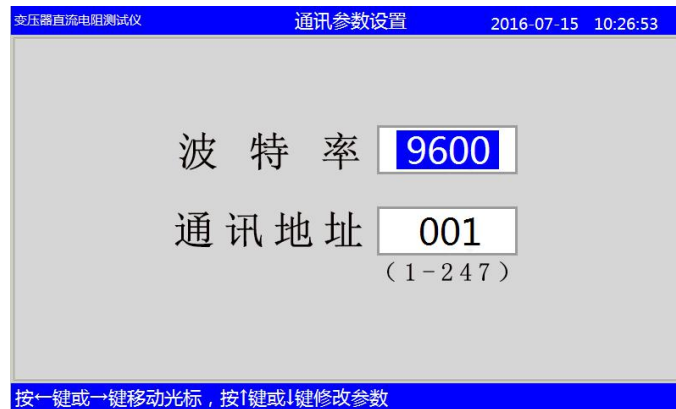 变压器直流电阻测试仪 通讯参数设置 2016-07-15 10:26:53
波特率 9600
通讯地址 001
(1-247)
按←键或→键移动光标，按↑键或↓键修改参数